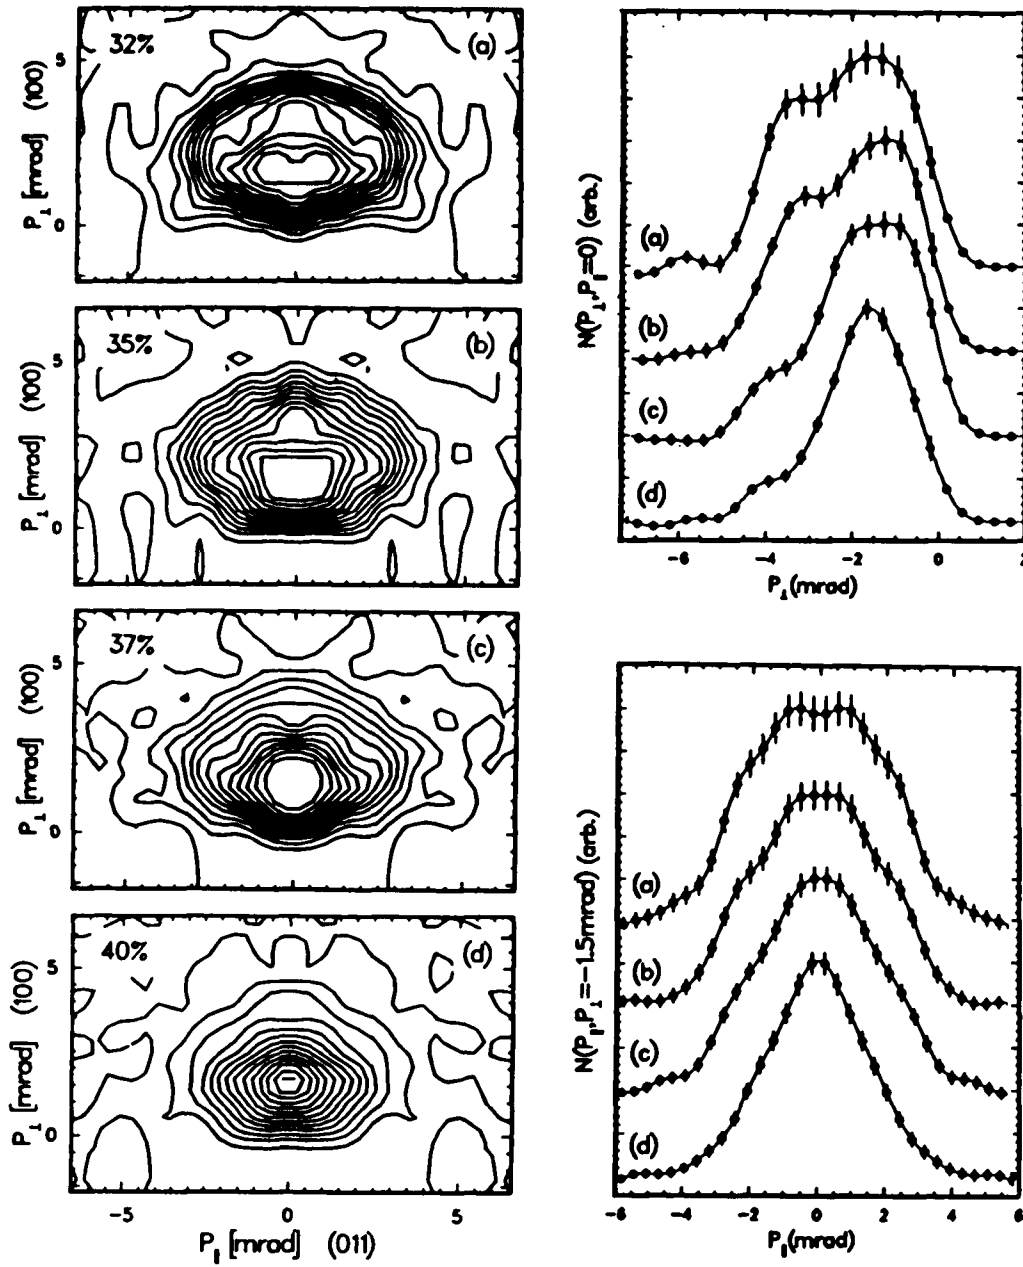 32% (a)
5
0
P⊥ [mrad] (100)
35% (b)
5
0
P⊥ [mrad] (100)
37% (c)
5
0
P⊥ [mrad] (100)
40% (d)
5
0
P⊥ [mrad] (100)
-5 0 5
P∥ [mrad] (011)
N(P⊥,P∥=0) (arb.)
(a)
(b)
(c)
(d)
-6 -4 -2 0 2
P⊥(mrad)
N(P∥,P⊥=-1.5mrad) (arb.)
(a)
(b)
(c)
(d)
-6 -4 -2 0 2 4 6
P∥(mrad)